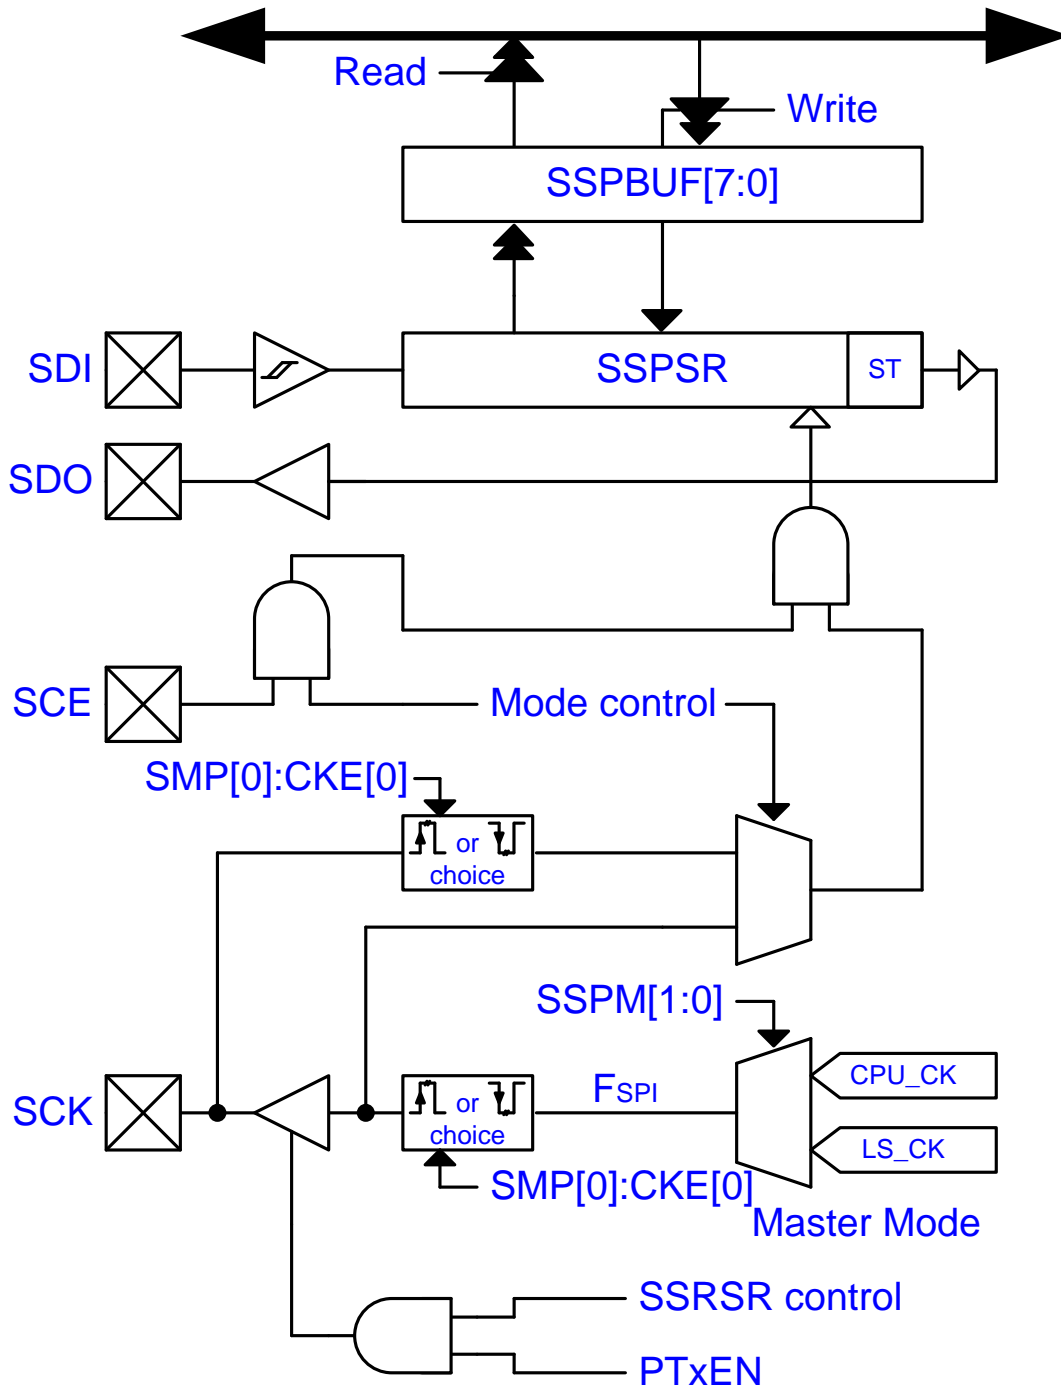 Read
Write
SSPBUF[7:0]
SDI
SSPSR
ST
SDO
SCE
Mode control
SMP[0]:CKE[0]
or
choice
SSPM[1:0]
SCK
or
choice
FSPI
CPU_CK
LS_CK
SMP[0]:CKE[0]
Master Mode
SSRSR control
PTxEN